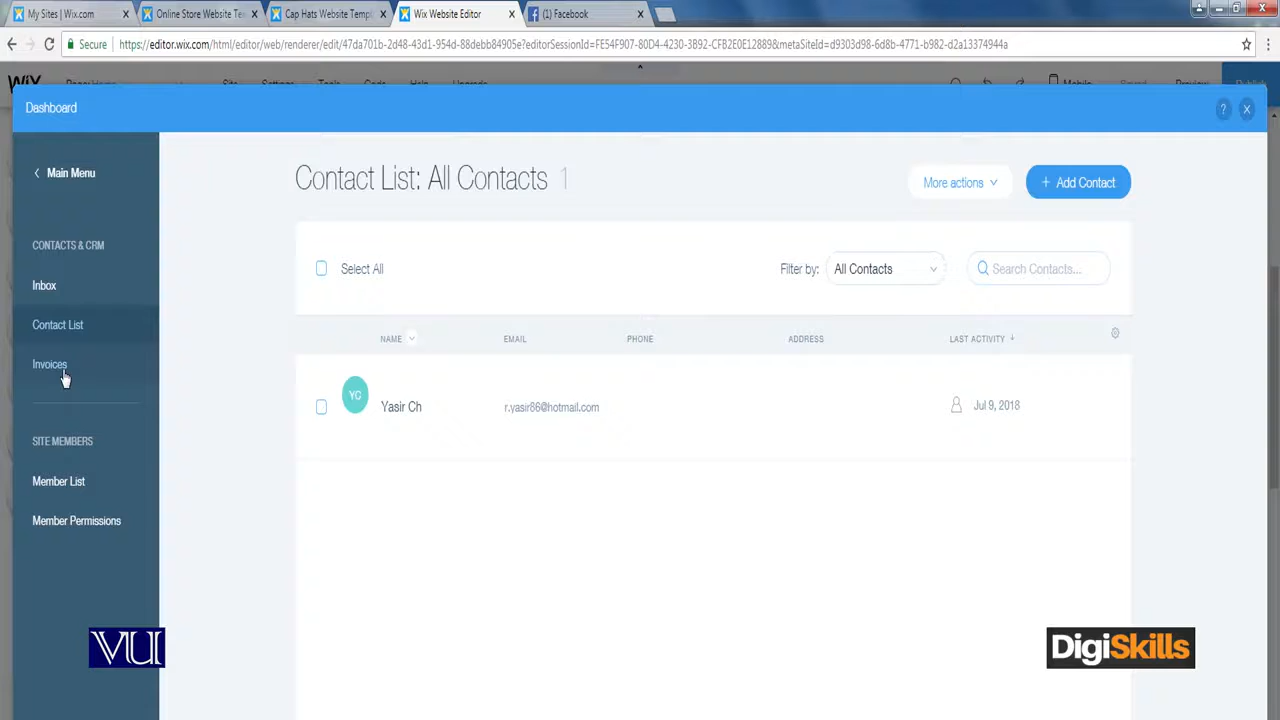 My Sites | Wix.com
Online Store Website Te
Cap Hats Website Templ
Wix Website Editor
(1) Facebook
Secure
https://editor.wix.com/html/editor/web/renderer/edit/47da701b-2d48-43d1-954d-88debb84905e?editorSessionId=FE54F907-80D4-4230-3B92-CFB2E0E12889&metaSiteId=d9303d98-6d8b-4771-b982-d2a13374944a
WiX
Dashboard
?
Main Menu
CONTACTS & CRM
Inbox
Contact List
Invoices
SITE MEMBERS
Member List
Member Permissions
Contact List: All Contacts 1
More actions
+ Add Contact
Select All
Filter by: All Contacts
Search Contacts...
NAME EMAIL PHONE ADDRESS LAST ACTIVITY
YC Yasir Ch r.yasir86@hotmail.com Jul 9, 2018
VU
DigiSkills